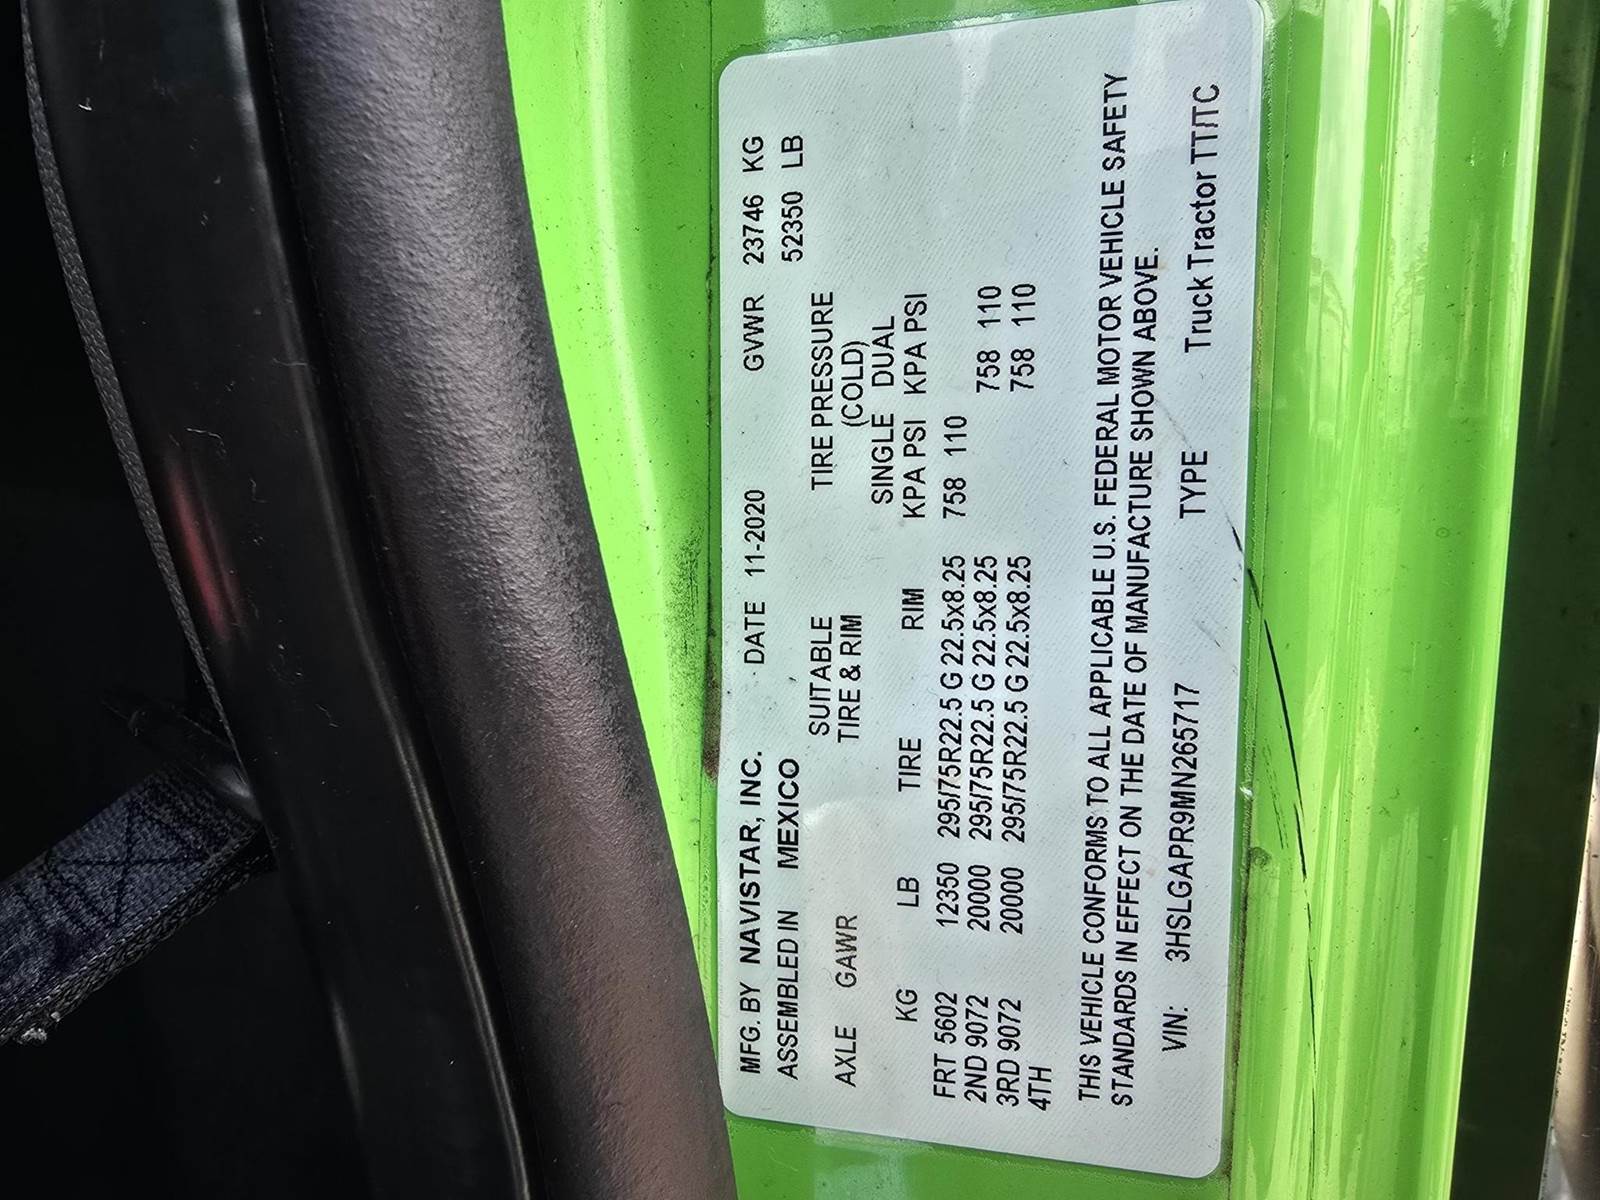 MFG. BY NAVISTAR, INC. DATE 11-2020 GVWR 23746 KG
ASSEMBLED IN MEXICO 52350 LB
SUITABLE TIRE PRESSURE
AXLE GAWR TIRE & RIM (COLD)
SINGLE DUAL
KG LB TIRE RIM KPA PSI KPA PSI
FRT 5602 12350 295/75R22.5 G 22.5x8.25 758 110
2ND 9072 20000 295/75R22.5 G 22.5x8.25 758 110
3RD 9072 20000 295/75R22.5 G 22.5x8.25 758 110
4TH
THIS VEHICLE CONFORMS TO ALL APPLICABLE U.S. FEDERAL MOTOR VEHICLE SAFETY
STANDARDS IN EFFECT ON THE DATE OF MANUFACTURE SHOWN ABOVE.
VIN: 3HSLGAPR9MN265717 TYPE Truck Tractor TT/TC